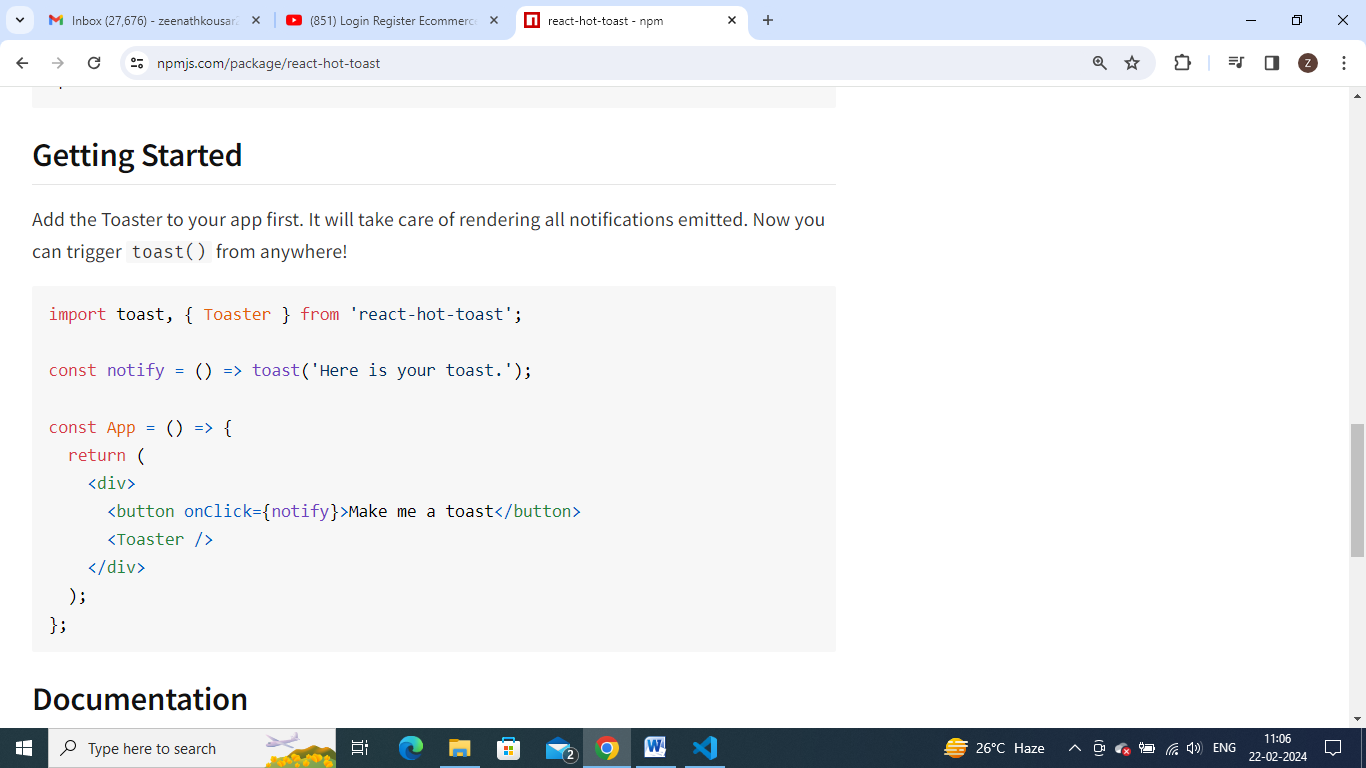 Inbox (27,676) - zeenathkousar
(851) Login Register Ecommerce
react-hot-toast - npm
npmjs.com/package/react-hot-toast
Z
Getting Started
Add the Toaster to your app first. It will take care of rendering all notifications emitted. Now you
can trigger toast() from anywhere!
import toast, { Toaster } from 'react-hot-toast';
const notify = () => toast('Here is your toast.');
const App = () => {
return (
<div>
<button onClick={notify}>Make me a toast</button>
<Toaster />
</div>
);
};
Documentation
Type here to search
2
26°C Haze
ENG
11:06
22-02-2024